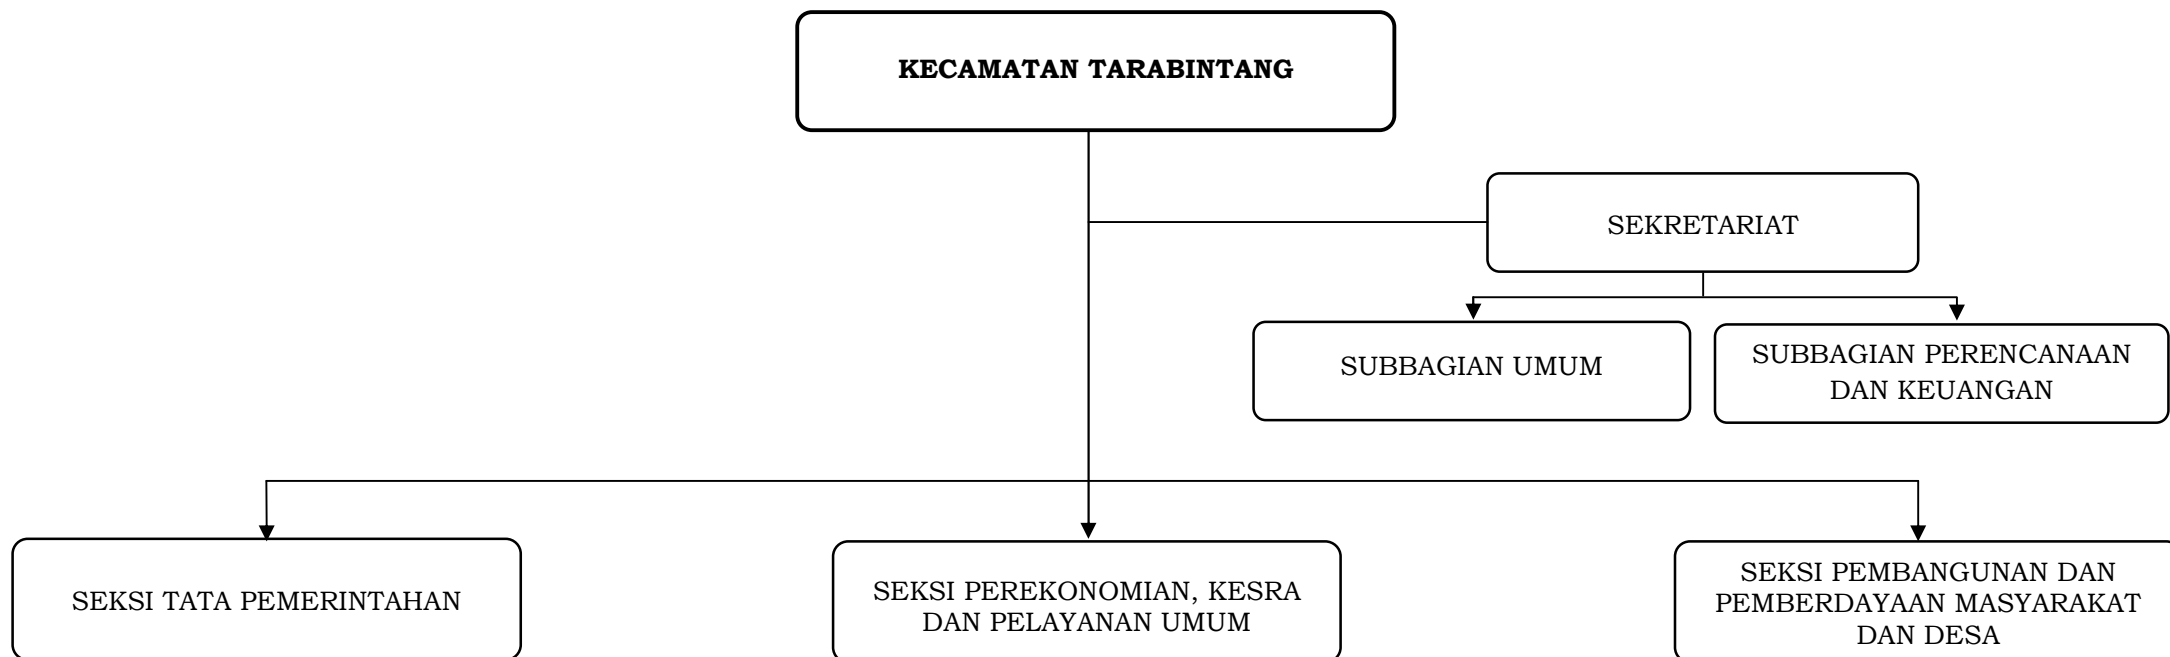 KECAMATAN TARABINTANG
SEKRETARIAT
SUBBAGIAN UMUM
SUBBAGIAN PERENCANAAN
DAN KEUANGAN
SEKSI TATA PEMERINTAHAN
SEKSI PEREKONOMIAN, KESRA
DAN PELAYANAN UMUM
SEKSI PEMBANGUNAN DAN
PEMBERDAYAAN MASYARAKAT
DAN DESA